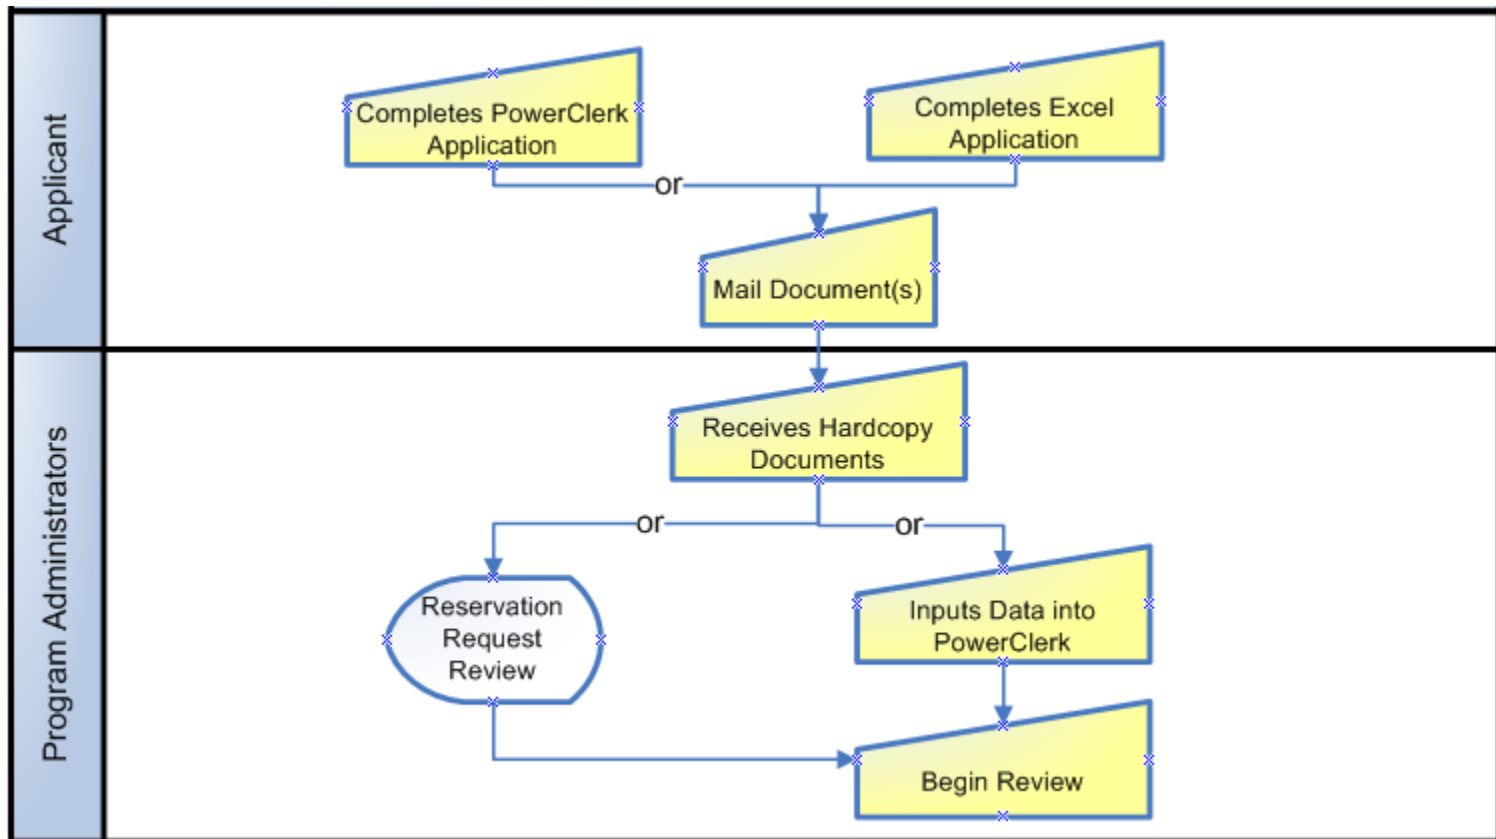 Applicant
Completes PowerClerk
Application
Completes Excel
Application
or
Mail Document(s)
Program Administrators
Receives Hardcopy
Documents
or
or
Reservation
Request
Review
Inputs Data into
PowerClerk
Begin Review